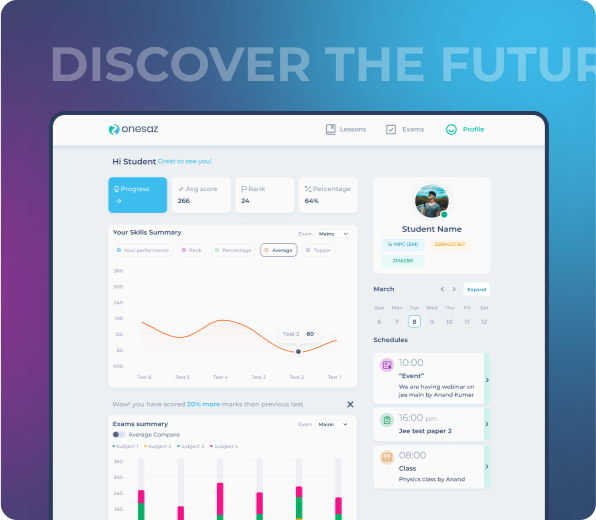 DISCOVER THE FUTUR
onesaz
Lessons
Exams
Profile
Hi Student Great to see you!
Progress
Avg score
266
Rank
24
Percentage
64%
Student Name
Sr MPC (EM)
2146280
Your Skills Summary
Exam Mains
Your performance
Rank
Percentage
Average
Topper
360
300
240
180
120
60
000
Test 2 80
Test 6 Test 5 Test 4 Test 3 Test 2 Test 1
March
Expand
Sun Mon Tue Wed Thu Fri Sat
6 7 8 9 10 11 12
Schedules
10:00
"Event"
We are having webinar on
jee main by Anand Kumar
16:00 pm
Jee test paper 2
08:00
Class
Physics class by Anand
Wow! you have scored 20% more marks than previous test.
Exams summary
Exam Mains
Average Compare
Subject 1 Subject 2 Subject 3 Subject 4
360
300
240
180